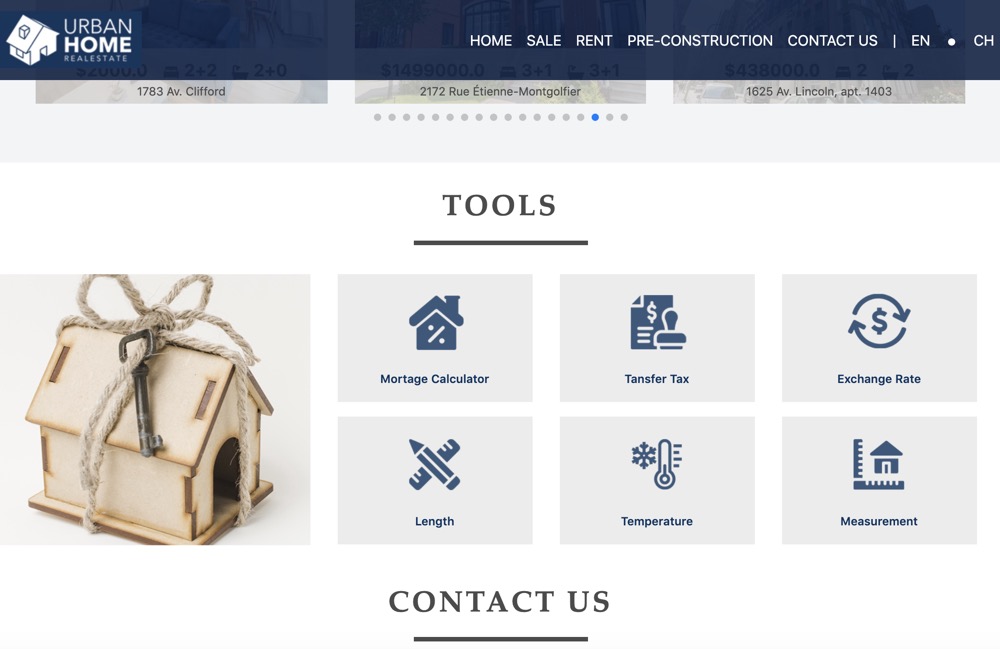 URBAN
HOME
REALESTATE
HOME SALE RENT PRE-CONSTRUCTION CONTACT US | EN ● CH
$2000.0 2+2 2+0
$1499000.0 3+1 3+1
$438000.0 2 2
1783 Av. Clifford
2172 Rue Étienne-Montgolfier
1625 Av. Lincoln, apt. 1403
TOOLS
Mortage Calculator
Tansfer Tax
Exchange Rate
Length
Temperature
Measurement
CONTACT US